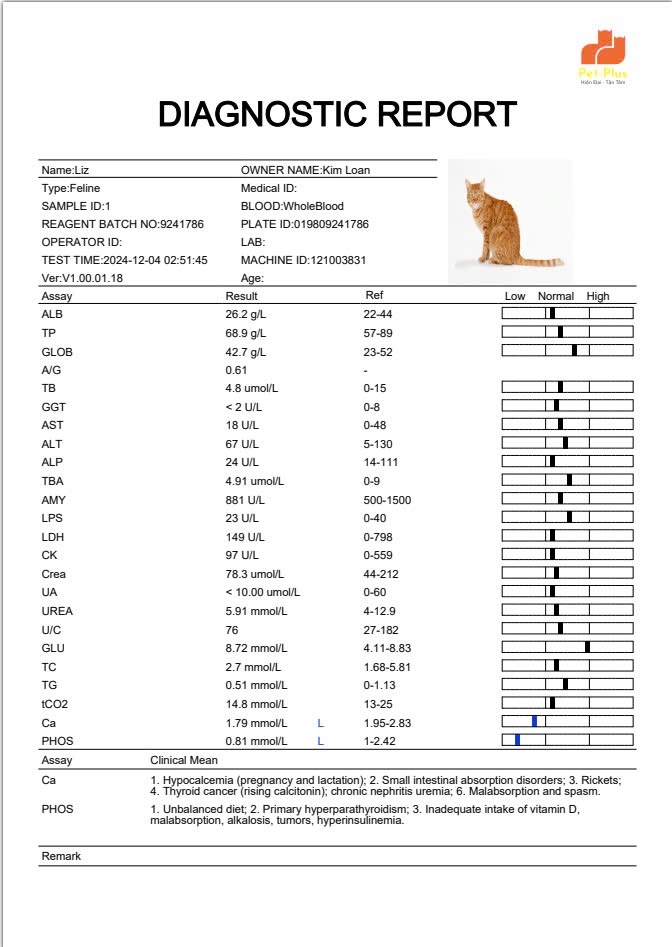 Pet Plus
Hiện Đại - Tận Tâm
DIAGNOSTIC REPORT
Name:Liz OWNER NAME:Kim Loan
Type:Feline Medical ID:
SAMPLE ID:1 BLOOD:WholeBlood
REAGENT BATCH NO:9241786 PLATE ID:019809241786
OPERATOR ID: LAB:
TEST TIME:2024-12-04 02:51:45 MACHINE ID:121003831
Ver:V1.00.01.18 Age:
Assay Result Ref Low Normal High
ALB 26.2 g/L 22-44
TP 68.9 g/L 57-89
GLOB 42.7 g/L 23-52
A/G 0.61 -
TB 4.8 umol/L 0-15
GGT < 2 U/L 0-8
AST 18 U/L 0-48
ALT 67 U/L 5-130
ALP 24 U/L 14-111
TBA 4.91 umol/L 0-9
AMY 881 U/L 500-1500
LPS 23 U/L 0-40
LDH 149 U/L 0-798
CK 97 U/L 0-559
Crea 78.3 umol/L 44-212
UA < 10.00 umol/L 0-60
UREA 5.91 mmol/L 4-12.9
U/C 76 27-182
GLU 8.72 mmol/L 4.11-8.83
TC 2.7 mmol/L 1.68-5.81
TG 0.51 mmol/L 0-1.13
tCO2 14.8 mmol/L 13-25
Ca 1.79 mmol/L L 1.95-2.83
PHOS 0.81 mmol/L L 1-2.42
Assay Clinical Mean
Ca 1. Hypocalcemia (pregnancy and lactation); 2. Small intestinal absorption disorders; 3. Rickets;
4. Thyroid cancer (rising calcitonin); chronic nephritis uremia; 6. Malabsorption and spasm.
PHOS 1. Unbalanced diet; 2. Primary hyperparathyroidism; 3. Inadequate intake of vitamin D,
malabsorption, alkalosis, tumors, hyperinsulinemia.
Remark